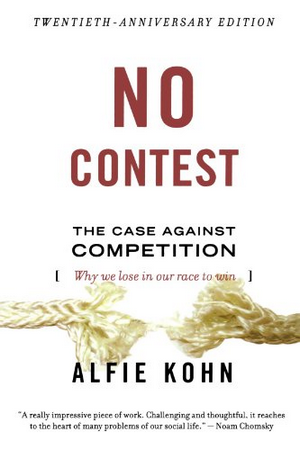 TWENTIETH-ANNIVERSARY EDITION
NO
CONTEST
THE CASE AGAINST
COMPETITION
[ Why we lose in our race to win ]
ALFIE KOHN
"A really impressive piece of work. Challenging and thoughtful, it reaches
to the heart of many problems of our social life." — Noam Chomsky